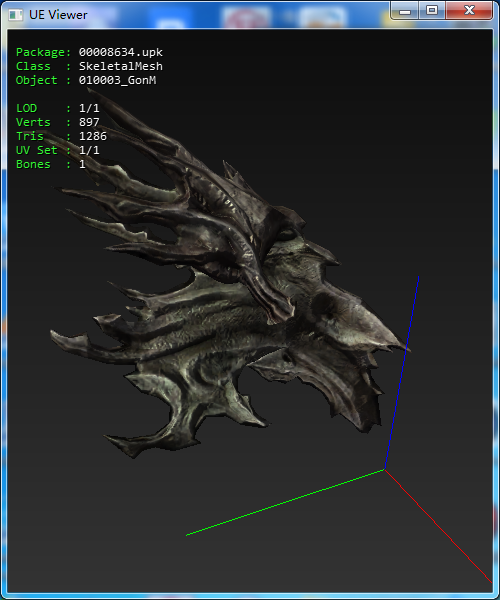 UE Viewer
Package: 00008634.upk
Class : SkeletalMesh
Object : 010003_GonM
LOD : 1/1
Verts : 897
Tris : 1286
UV Set : 1/1
Bones : 1